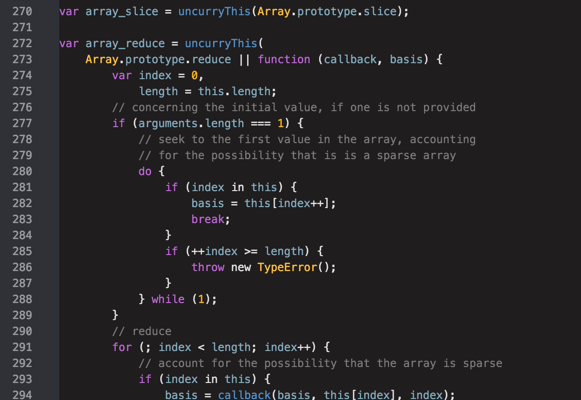 270 var array_slice = uncurryThis(Array.prototype.slice);
271
272 var array_reduce = uncurryThis(
273     Array.prototype.reduce || function (callback, basis) {
274         var index = 0,
275             length = this.length;
276         // concerning the initial value, if one is not provided
277         if (arguments.length === 1) {
278             // seek to the first value in the array, accounting
279             // for the possibility that is is a sparse array
280             do {
281                 if (index in this) {
282                     basis = this[index++];
283                     break;
284                 }
285                 if (++index >= length) {
286                     throw new TypeError();
287                 }
288             } while (1);
289         }
290         // reduce
291         for (; index < length; index++) {
292             // account for the possibility that the array is sparse
293             if (index in this) {
294                 basis = callback(basis, this[index], index);